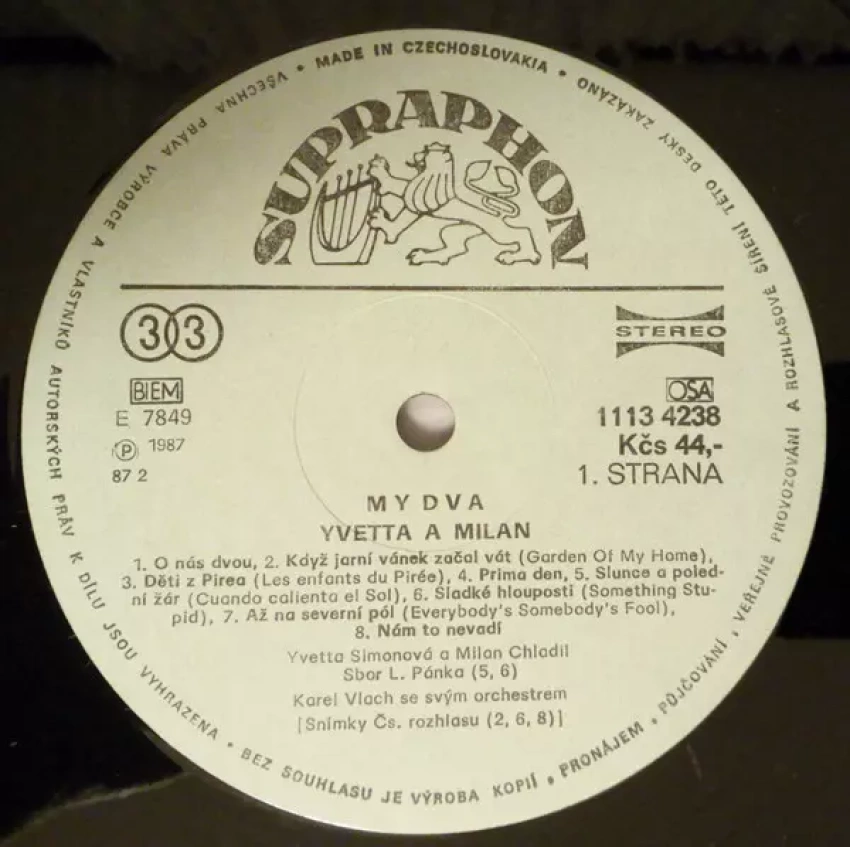 • MADE IN CZECHOSLOVAKIA •
VŠECHNA PRÁVA VÝROBCE A VLASTNÍKŮ AUTORSKÝCH PRÁV K DÍLU JSOU VYHRAZENA • BEZ SOUHLASU JE VÝROBA KOPIÍ, PRONÁJEM, PŮJČOVÁNÍ, VEŘEJNÉ PROVOZOVÁNÍ A ROZHLASOVÉ ŠÍŘENÍ TÉTO DESKY ZAKÁZÁNO
SUPRAPHON
33
STEREO
BIEM
OSA
E 7849
1113 4238
Ⓟ 1987
Kčs 44,-
87 2
1. STRANA
MY DVA
YVETTA A MILAN
1. O nás dvou, 2. Když jarní vánek začal vát (Garden Of My Home),
3. Děti z Pirea (Les enfants du Pirée), 4. Prima den, 5. Slunce a poled-
ní žár (Cuando calienta el Sol), 6. Sladké hlouposti (Something Stu-
pid), 7. Až na severní pól (Everybody's Somebody's Fool),
8. Nám to nevadí
Yvetta Simonová a Milan Chladil
Sbor L. Pánka (5, 6)
Karel Vlach se svým orchestrem
[Snímky Čs. rozhlasu (2, 6, 8)]